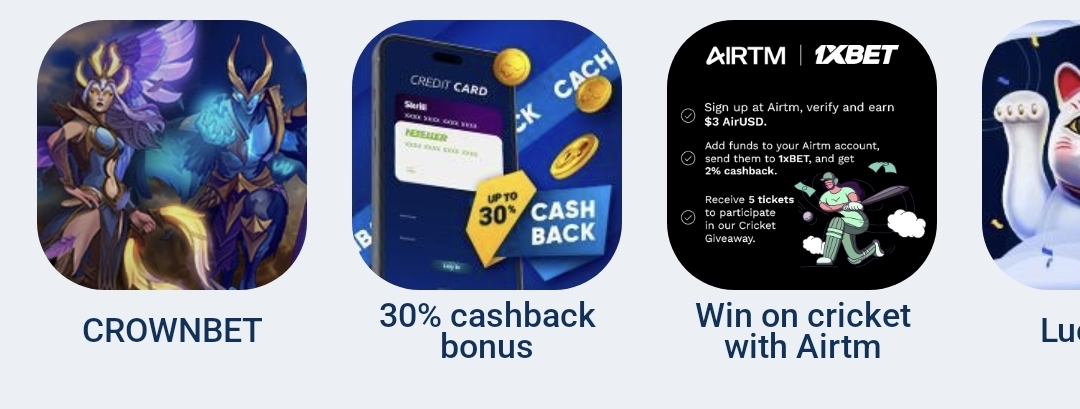 CREDIT CARD
Skrill
XXXX XXXX XXXX XXXX
NETELLER
XXXX XXXX XXXX XXXX
Log in
CACH
CK
B
UP TO
30%
CASH
BACK
AIRTM | 1XBET
Sign up at Airtm, verify and earn
$3 AirUSD.
Add funds to your Airtm account,
send them to 1xBET, and get
2% cashback.
Receive 5 tickets
to participate
in our Cricket
Giveaway.
CROWNBET
30% cashback
bonus
Win on cricket
with Airtm
Luc